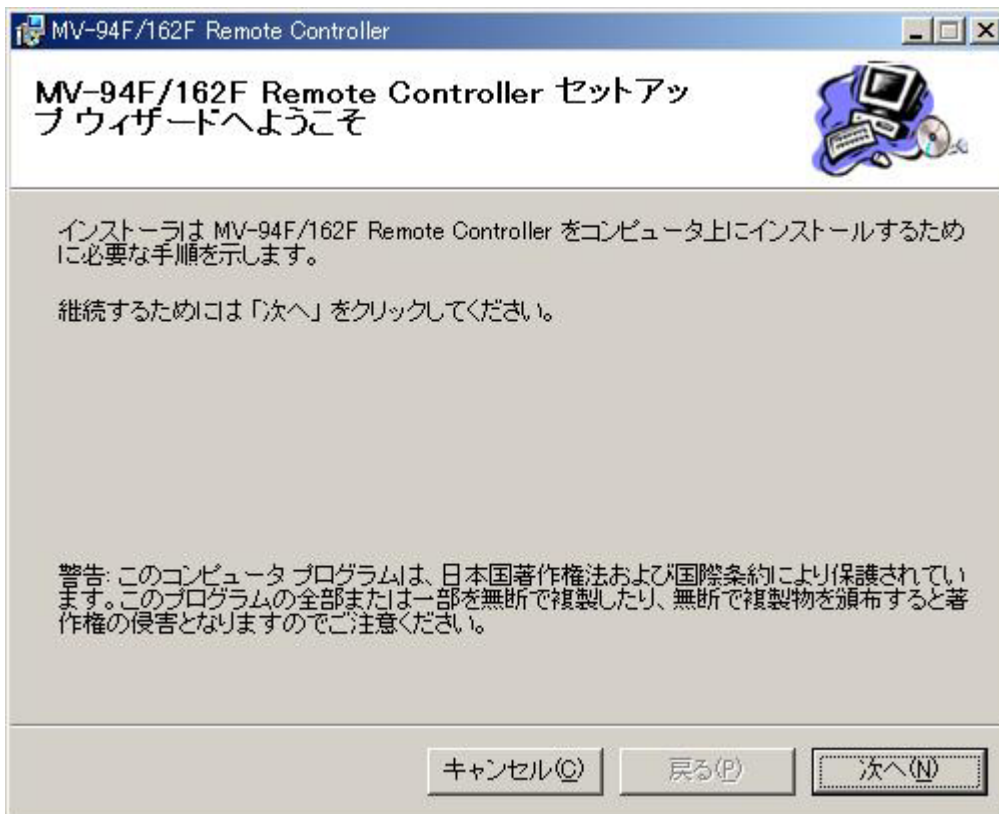 MV-94F/162F Remote Controller
MV-94F/162F Remote Controller セットアッ
プ ウィザードへようこそ
インストーラは MV-94F/162F Remote Controller をコンピュータ上にインストールするため
に必要な手順を示します。
継続するためには「次へ」をクリックしてください。
警告: このコンピュータ プログラムは、日本国著作権法および国際条約により保護されてい
ます。このプログラムの全部または一部を無断で複製したり、無断で複製物を頒布すると著
作権の侵害となりますのでご注意ください。
キャンセル(C) 戻る(P) 次へ(N)